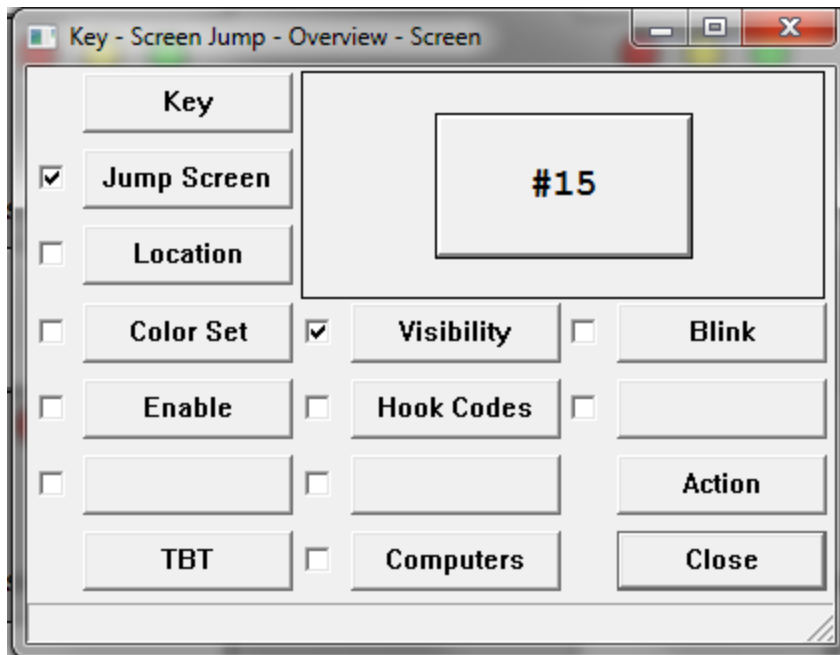 Key - Screen Jump - Overview - Screen
Key
#15
Jump Screen
Location
Color Set
Visibility
Blink
Enable
Hook Codes
Action
TBT
Computers
Close